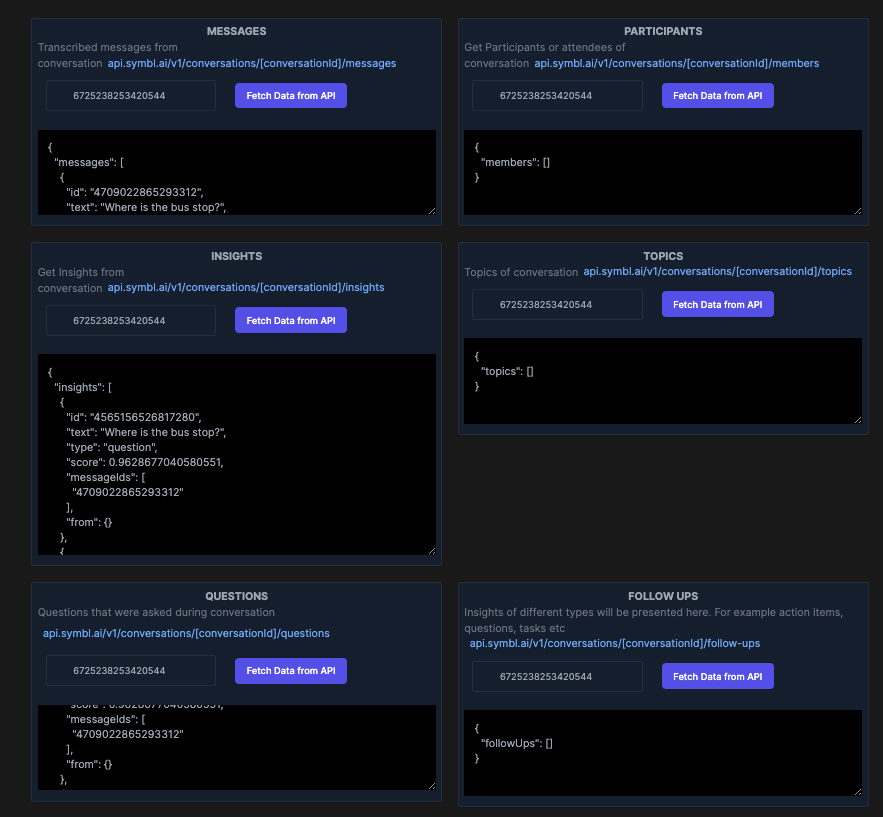 MESSAGES
Transcribed messages from
conversation api.symbl.ai/v1/conversations/[conversationId]/messages
6725238253420544
Fetch Data from API
{
"messages": [
{
"id": "4709022865293312",
"text": "Where is the bus stop?",
PARTICIPANTS
Get Participants or attendees of
conversation api.symbl.ai/v1/conversations/[conversationId]/members
6725238253420544
Fetch Data from API
{
"members": []
}
INSIGHTS
Get Insights from
conversation api.symbl.ai/v1/conversations/[conversationId]/insights
6725238253420544
Fetch Data from API
{
"insights": [
{
"id": "4565156526817280",
"text": "Where is the bus stop?",
"type": "question",
"score": 0.9628677040580551,
"messageIds": [
"4709022865293312"
],
"from": {}
},
{
TOPICS
Topics of conversation api.symbl.ai/v1/conversations/[conversationId]/topics
6725238253420544
Fetch Data from API
{
"topics": []
}
QUESTIONS
Questions that were asked during conversation
api.symbl.ai/v1/conversations/[conversationId]/questions
6725238253420544
Fetch Data from API
"score": 0.9628677040580551,
"messageIds": [
"4709022865293312"
],
"from": {}
},
FOLLOW UPS
Insights of different types will be presented here. For example action items,
questions, tasks etc
api.symbl.ai/v1/conversations/[conversationId]/follow-ups
6725238253420544
Fetch Data from API
{
"followUps": []
}